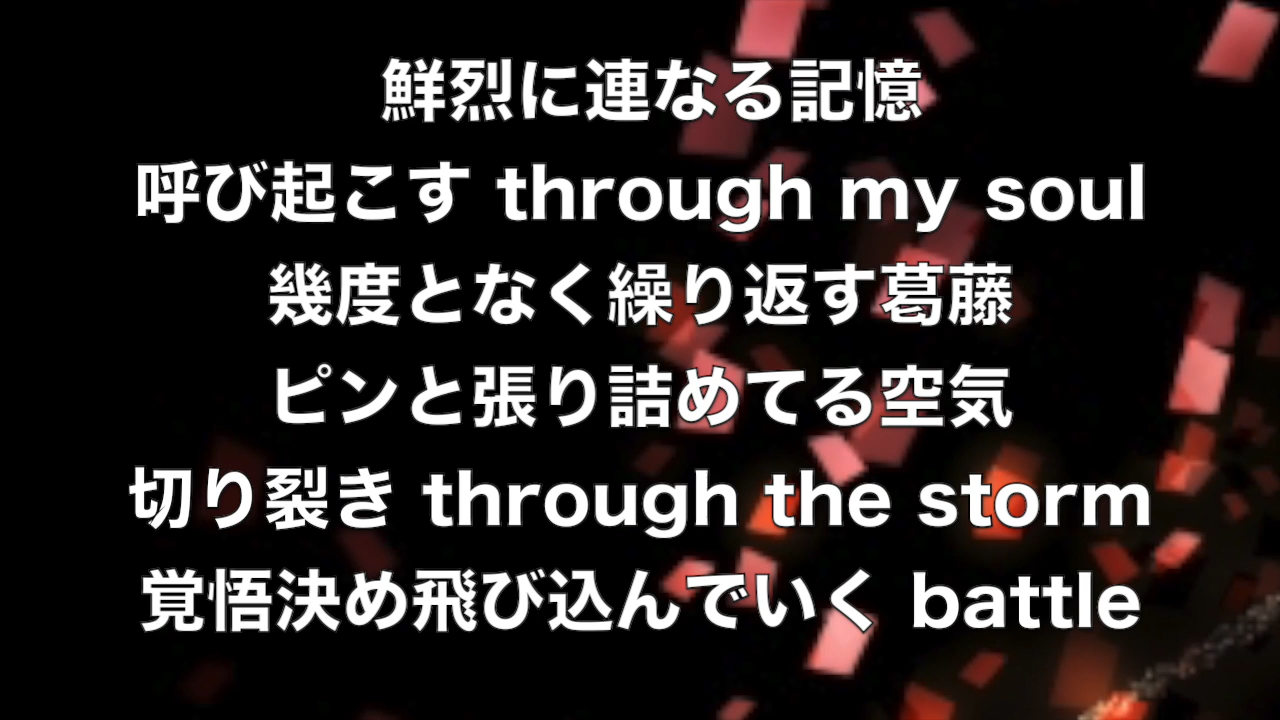 鮮烈に連なる記憶
呼び起こす through my soul
幾度となく繰り返す葛藤
ピンと張り詰めてる空気
切り裂き through the storm
覚悟決め飛び込んでいく battle